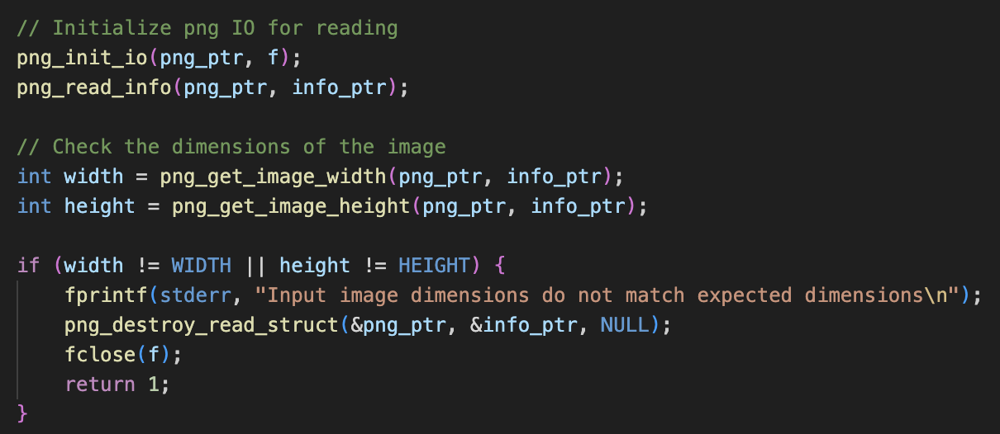 // Initialize png IO for reading
png_init_io(png_ptr, f);
png_read_info(png_ptr, info_ptr);

// Check the dimensions of the image
int width = png_get_image_width(png_ptr, info_ptr);
int height = png_get_image_height(png_ptr, info_ptr);

if (width != WIDTH || height != HEIGHT) {
    fprintf(stderr, "Input image dimensions do not match expected dimensions\n");
    png_destroy_read_struct(&png_ptr, &info_ptr, NULL);
    fclose(f);
    return 1;
}